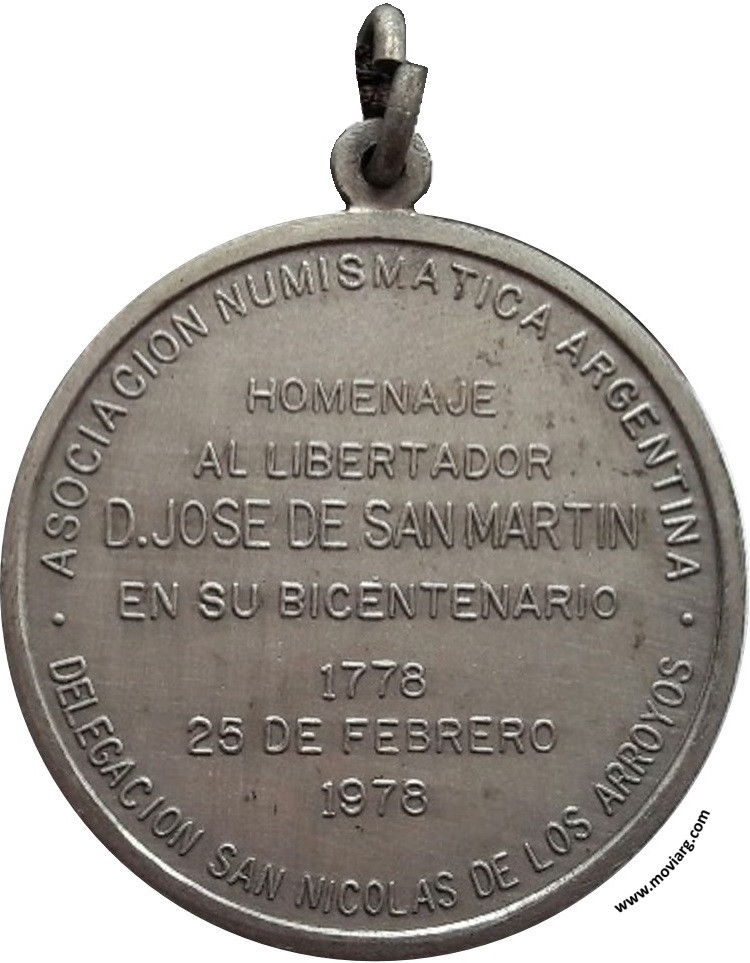 ASOCIACION NUMISMATICA ARGENTINA
HOMENAJE
AL LIBERTADOR
D. JOSE DE SAN MARTIN
EN SU BICENTENARIO
1778
25 DE FEBRERO
1978
· DELEGACION SAN NICOLAS DE LOS ARROYOS ·
www.moviarg.com